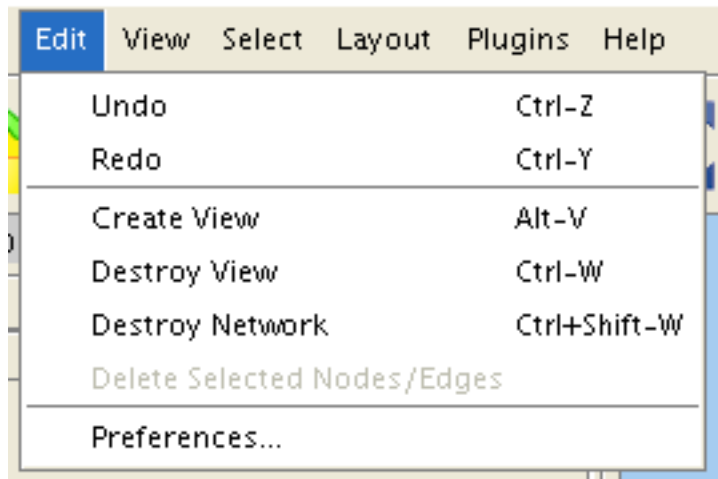 Edit View Select Layout Plugins Help
Undo Ctrl-Z
Redo Ctrl-Y
Create View Alt-V
Destroy View Ctrl-W
Destroy Network Ctrl+Shift-W
Delete Selected Nodes/Edges
Preferences...